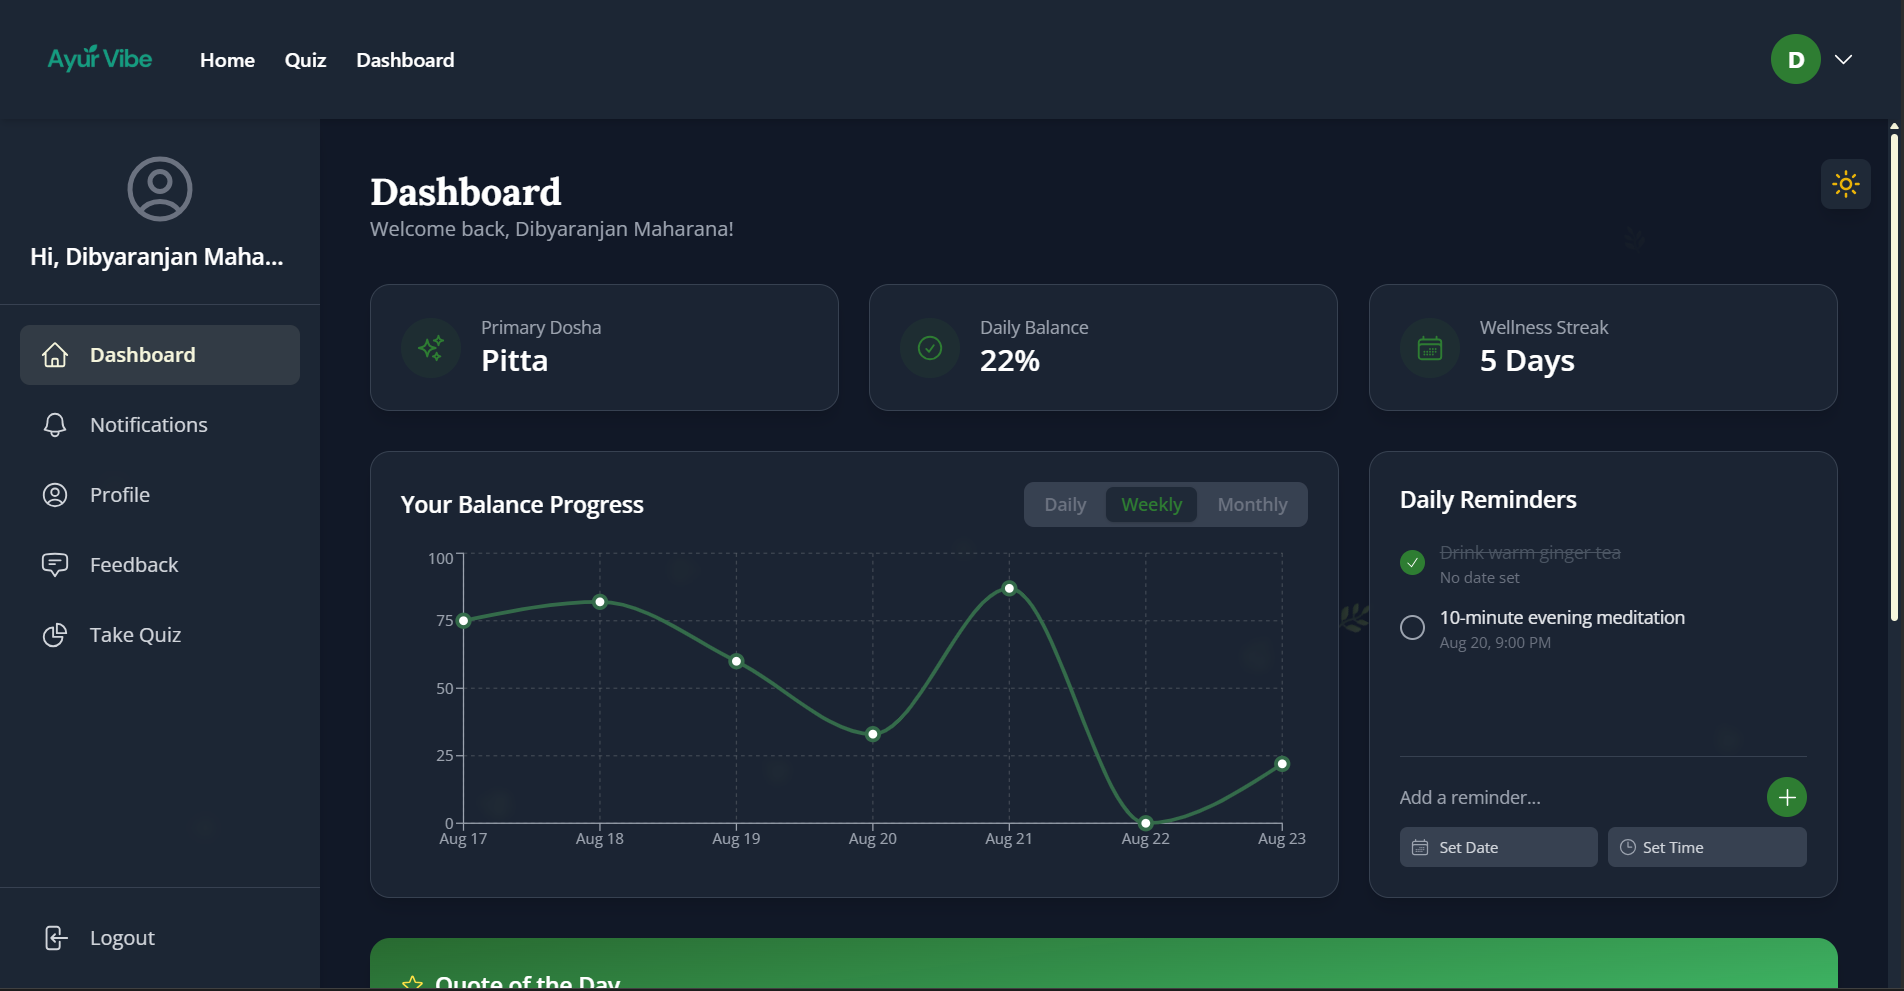 Ayur Vibe
Home
Quiz
Dashboard
D
Hi, Dibyaranjan Maha...
Dashboard
Notifications
Profile
Feedback
Take Quiz
Logout
Dashboard
Welcome back, Dibyaranjan Maharana!
Primary Dosha
Pitta
Daily Balance
22%
Wellness Streak
5 Days
Your Balance Progress
Daily
Weekly
Monthly
100
75
50
25
0
Aug 17
Aug 18
Aug 19
Aug 20
Aug 21
Aug 22
Aug 23
Daily Reminders
Drink warm ginger tea
No date set
10-minute evening meditation
Aug 20, 9:00 PM
Add a reminder...
Set Date
Set Time
Quote of the Day